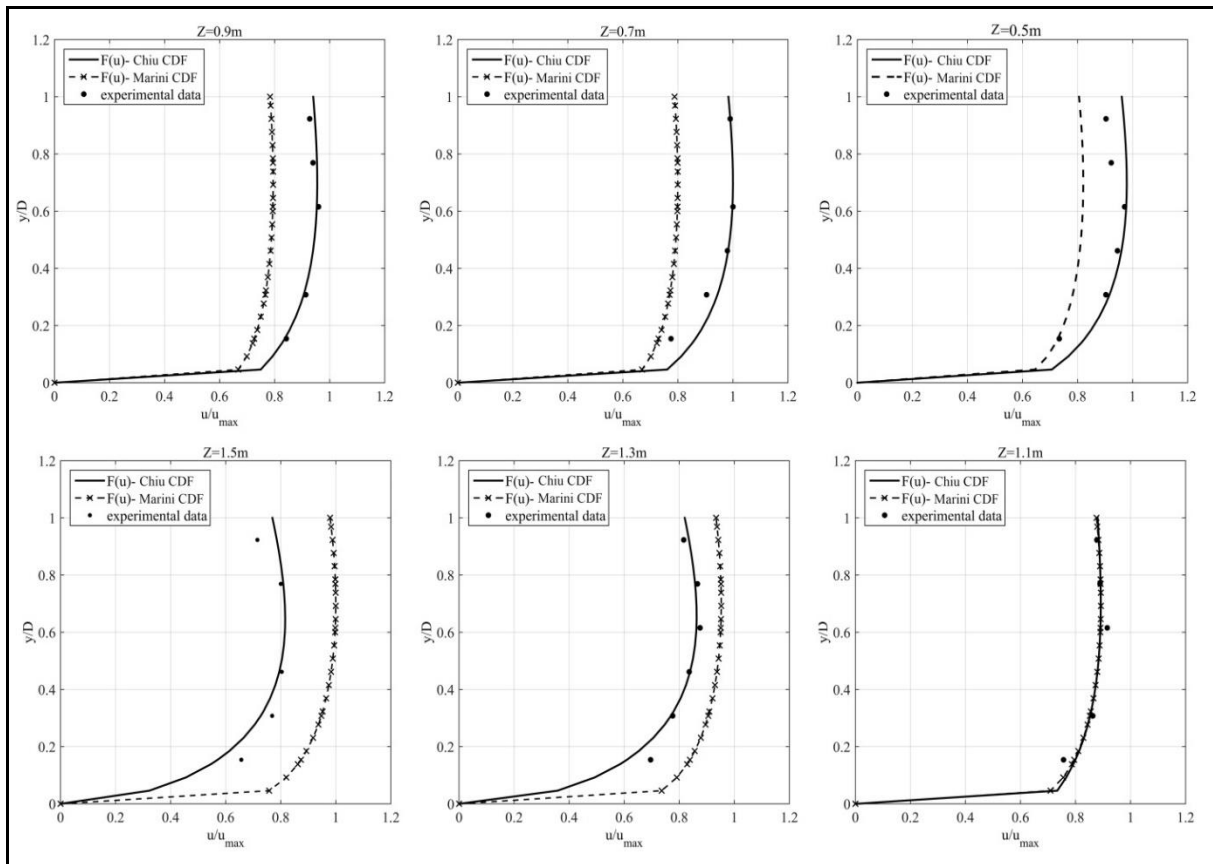 Z=0.9m
1.2
1
0.8
0.6
0.4
0.2
0
y/D
F(u)- Chiu CDF
F(u)- Marini CDF
experimental data
0 0.2 0.4 0.6 0.8 1 1.2
u/umax
Z=0.7m
1.2
1
0.8
0.6
0.4
0.2
0
y/D
F(u)- Chiu CDF
F(u)- Marini CDF
experimental data
0 0.2 0.4 0.6 0.8 1 1.2
u/umax
Z=0.5m
1.2
1
0.8
0.6
0.4
0.2
0
y/D
F(u)- Chiu CDF
F(u)- Marini CDF
experimental data
0 0.2 0.4 0.6 0.8 1 1.2
u/umax
Z=1.5m
1.2
1
0.8
0.6
0.4
0.2
0
y/D
F(u)- Chiu CDF
F(u)- Marini CDF
experimental data
0 0.2 0.4 0.6 0.8 1 1.2
u/umax
Z=1.3m
1.2
1
0.8
0.6
0.4
0.2
0
y/D
F(u)- Chiu CDF
F(u)- Marini CDF
experimental data
0 0.2 0.4 0.6 0.8 1 1.2
u/umax
Z=1.1m
1.2
1
0.8
0.6
0.4
0.2
0
y/D
F(u)- Chiu CDF
F(u)- Marini CDF
experimental data
0 0.2 0.4 0.6 0.8 1 1.2
u/umax